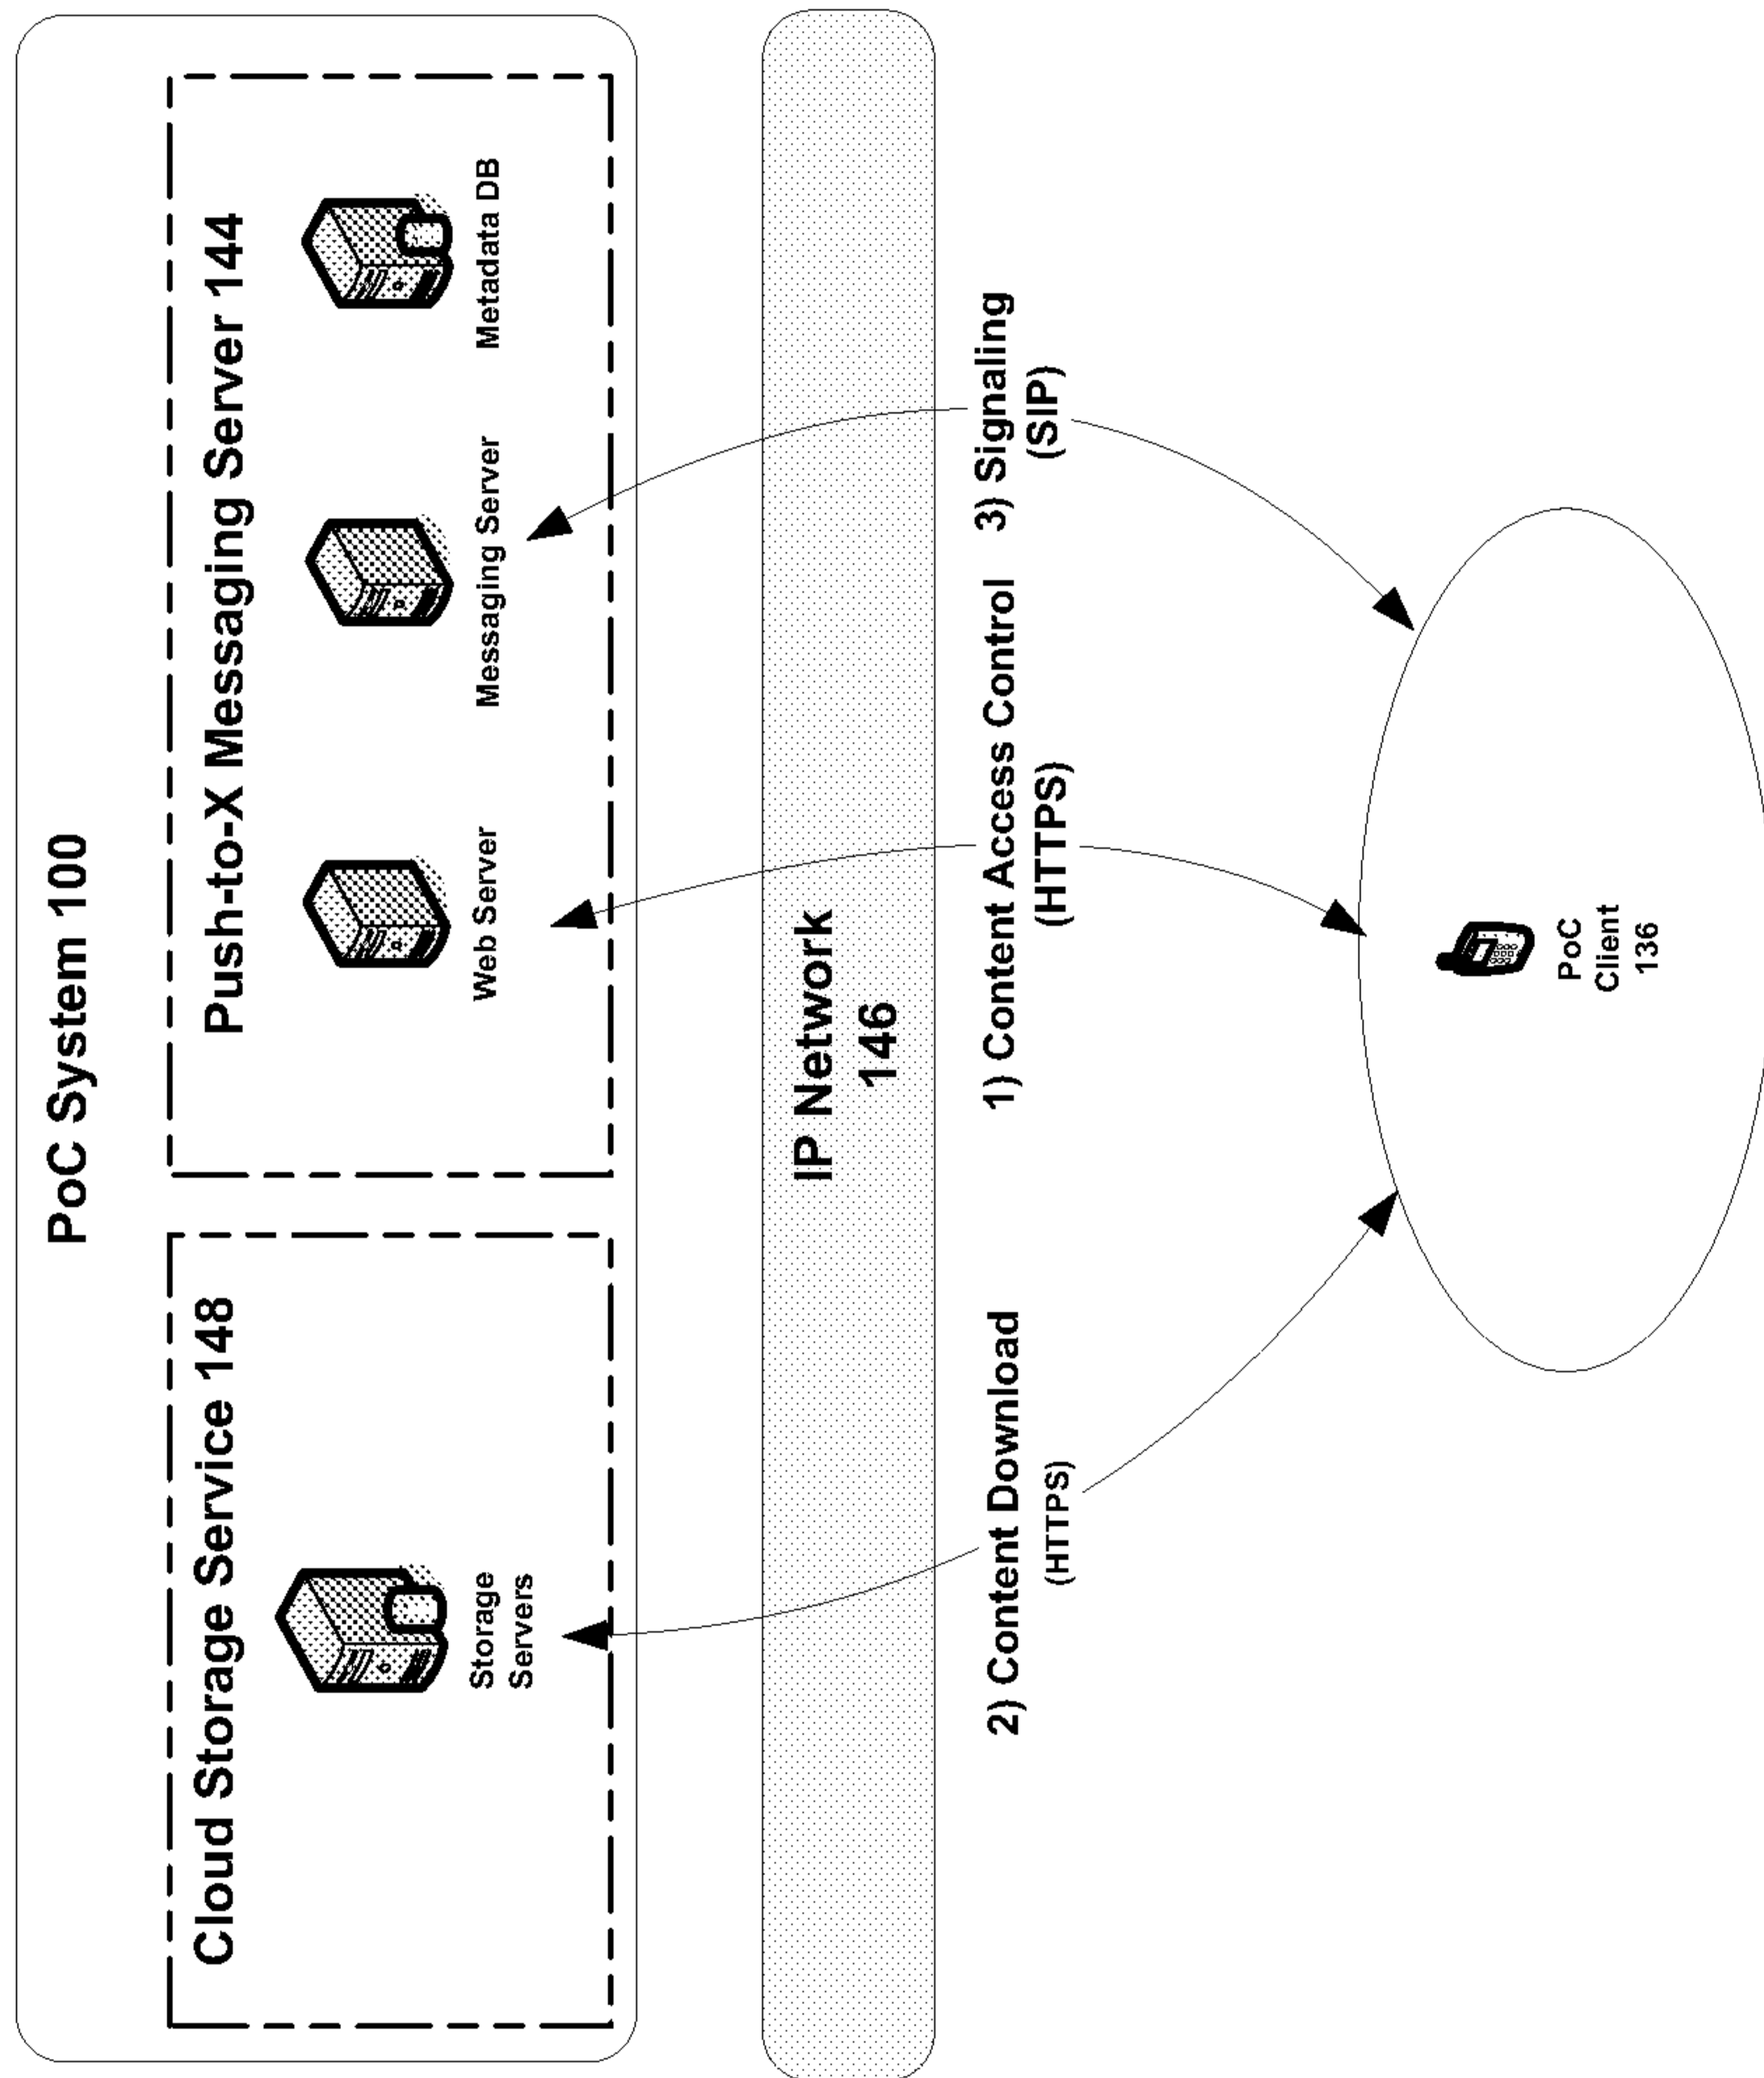 PoC System 100
Cloud Storage Service 148
Push-to-X Messaging Server 144
Storage
Servers
Web Server
Messaging Server
Metadata DB
IP Network
146
2) Content Download
(HTTPS)
1) Content Access Control
(HTTPS)
3) Signaling
(SIP)
PoC
Client
136